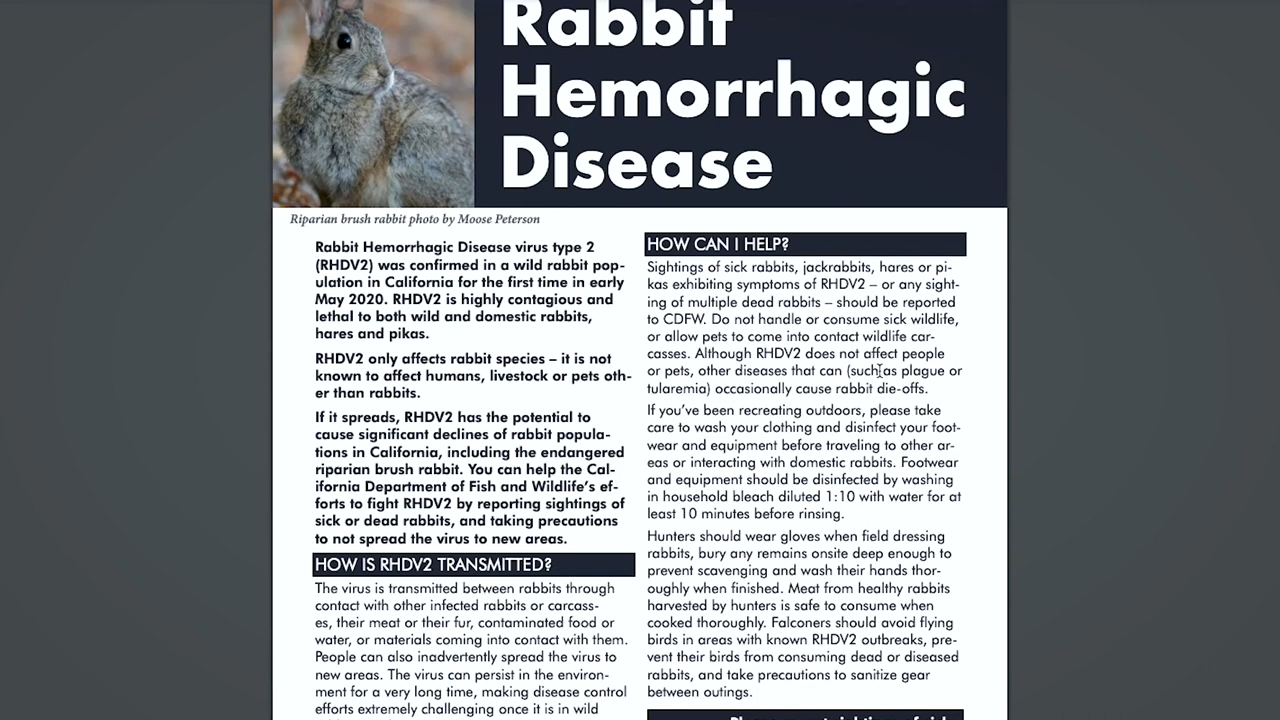 Rabbit
Hemorrhagic
Disease
Riparian brush rabbit photo by Moose Peterson
Rabbit Hemorrhagic Disease virus type 2
(RHDV2) was confirmed in a wild rabbit pop-
ulation in California for the first time in early
May 2020. RHDV2 is highly contagious and
lethal to both wild and domestic rabbits,
hares and pikas.
RHDV2 only affects rabbit species – it is not
known to affect humans, livestock or pets oth-
er than rabbits.
If it spreads, RHDV2 has the potential to
cause significant declines of rabbit popula-
tions in California, including the endangered
riparian brush rabbit. You can help the Cal-
ifornia Department of Fish and Wildlife's ef-
forts to fight RHDV2 by reporting sightings of
sick or dead rabbits, and taking precautions
to not spread the virus to new areas.
HOW IS RHDV2 TRANSMITTED?
The virus is transmitted between rabbits through
contact with other infected rabbits or carcass-
es, their meat or their fur, contaminated food or
water, or materials coming into contact with them.
People can also inadvertently spread the virus to
new areas. The virus can persist in the environ-
ment for a very long time, making disease control
efforts extremely challenging once it is in wild
HOW CAN I HELP?
Sightings of sick rabbits, jackrabbits, hares or pi-
kas exhibiting symptoms of RHDV2 – or any sight-
ing of multiple dead rabbits – should be reported
to CDFW. Do not handle or consume sick wildlife,
or allow pets to come into contact wildlife car-
casses. Although RHDV2 does not affect people
or pets, other diseases that can (such as plague or
tularemia) occasionally cause rabbit die-offs.
If you've been recreating outdoors, please take
care to wash your clothing and disinfect your foot-
wear and equipment before traveling to other ar-
eas or interacting with domestic rabbits. Footwear
and equipment should be disinfected by washing
in household bleach diluted 1:10 with water for at
least 10 minutes before rinsing.
Hunters should wear gloves when field dressing
rabbits, bury any remains onsite deep enough to
prevent scavenging and wash their hands thor-
oughly when finished. Meat from healthy rabbits
harvested by hunters is safe to consume when
cooked thoroughly. Falconers should avoid flying
birds in areas with known RHDV2 outbreaks, pre-
vent their birds from consuming dead or diseased
rabbits, and take precautions to sanitize gear
between outings.